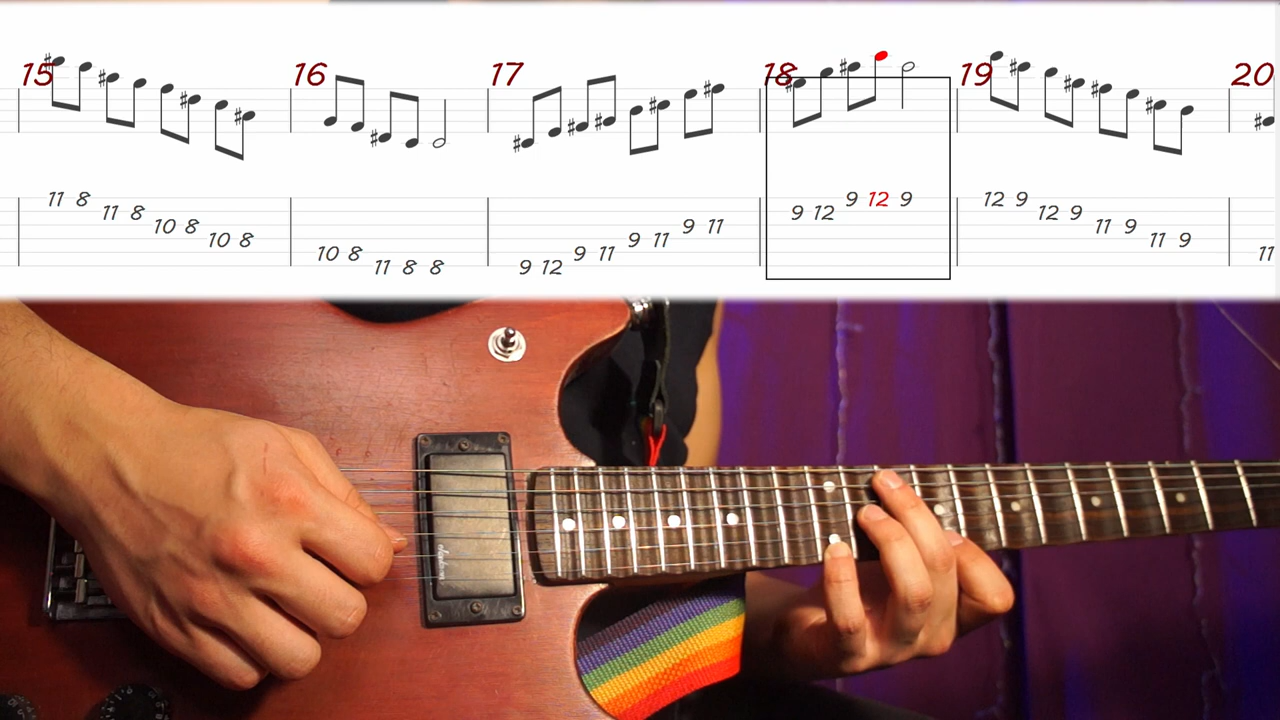 15 16 17 18 19 20
11 8 9 12 9 12 9
11 8 9 12 12 9
10 8 9 11 11 9
10 8 9 11 11 9
10 8 9 11 11
11 8 8 9 12